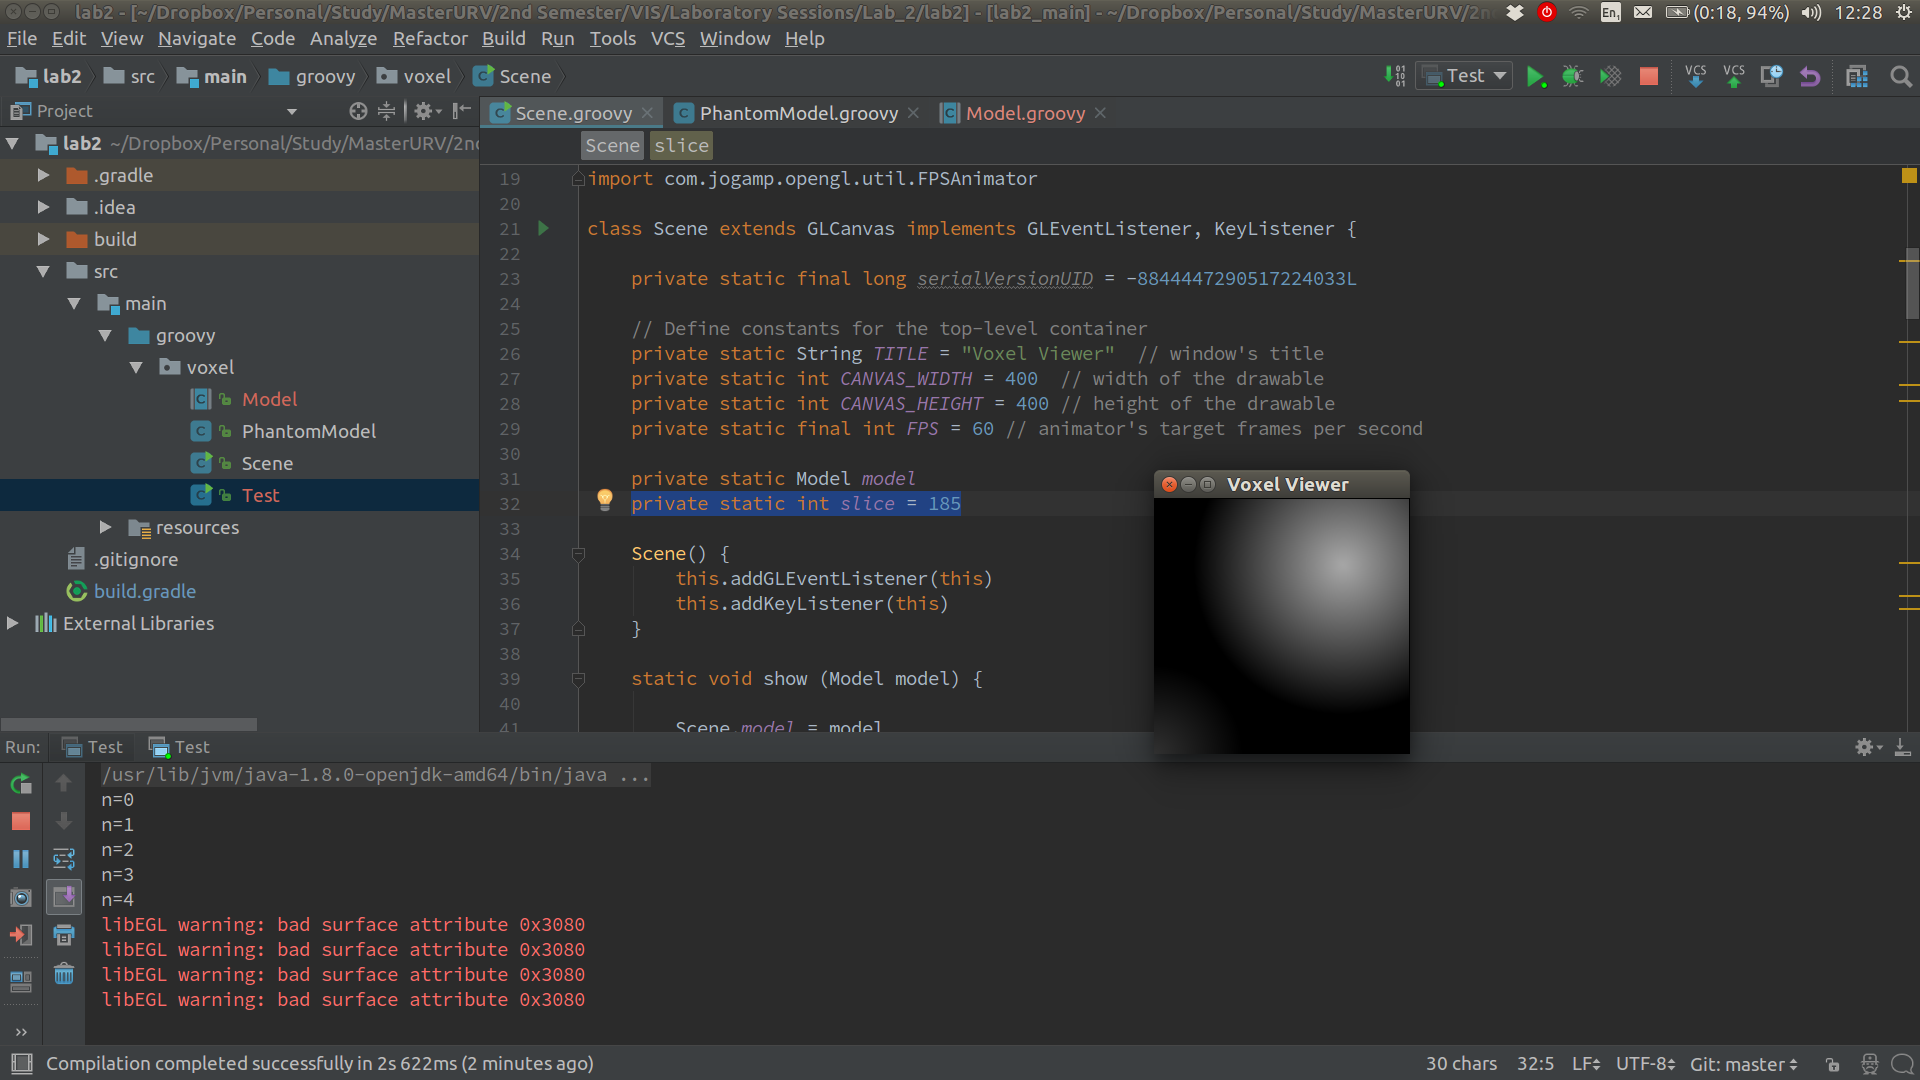 lab2 - [~/Dropbox/Personal/Study/MasterURV/2nd Semester/VIS/Laboratory Sessions/Lab_2/lab2] - [lab2_main] - ~/Dropbox/Personal/Study/MasterURV/2nd
En1 (0:18, 94%) 12:28
File Edit View Navigate Code Analyze Refactor Build Run Tools VCS Window Help
lab2 src main groovy voxel Scene
Test VCS VCS
Project
Scene.groovy PhantomModel.groovy Model.groovy
Scene slice
lab2 ~/Dropbox/Personal/Study/MasterURV/2nd
.gradle
.idea
build
src
main
groovy
voxel
Model
PhantomModel
Scene
Test
resources
.gitignore
build.gradle
External Libraries
19 import com.jogamp.opengl.util.FPSAnimator
20
21 class Scene extends GLCanvas implements GLEventListener, KeyListener {
22
23 private static final long serialVersionUID = -8844447290517224033L
24
25 // Define constants for the top-level container
26 private static String TITLE = "Voxel Viewer" // window's title
27 private static int CANVAS_WIDTH = 400 // width of the drawable
28 private static int CANVAS_HEIGHT = 400 // height of the drawable
29 private static final int FPS = 60 // animator's target frames per second
30
31 private static Model model
32 private static int slice = 185
33
34 Scene() {
35 this.addGLEventListener(this)
36 this.addKeyListener(this)
37 }
38
39 static void show (Model model) {
40
41 Scene.model = model
Voxel Viewer
Run: Test Test
/usr/lib/jvm/java-1.8.0-openjdk-amd64/bin/java ...
n=0
n=1
n=2
n=3
n=4
libEGL warning: bad surface attribute 0x3080
libEGL warning: bad surface attribute 0x3080
libEGL warning: bad surface attribute 0x3080
libEGL warning: bad surface attribute 0x3080
Compilation completed successfully in 2s 622ms (2 minutes ago)
30 chars 32:5 LF UTF-8 Git: master